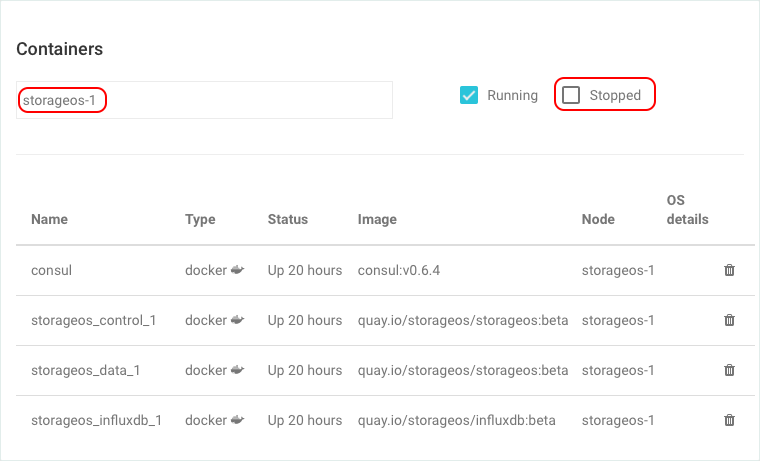 Containers
storageos-1
Running
Stopped
Name Type Status Image Node OS details
consul docker Up 20 hours consul:v0.6.4 storageos-1
storageos_control_1 docker Up 20 hours quay.io/storageos/storageos:beta storageos-1
storageos_data_1 docker Up 20 hours quay.io/storageos/storageos:beta storageos-1
storageos_influxdb_1 docker Up 20 hours quay.io/storageos/influxdb:beta storageos-1